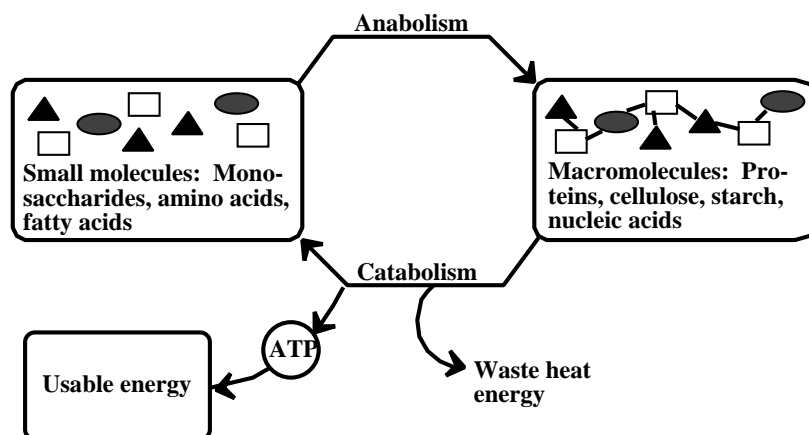 Anabolism
Small molecules: Mono-
saccharides, amino acids,
fatty acids
Macromolecules: Pro-
teins, cellulose, starch,
nucleic acids
Catabolism
ATP
Usable energy
Waste heat
energy